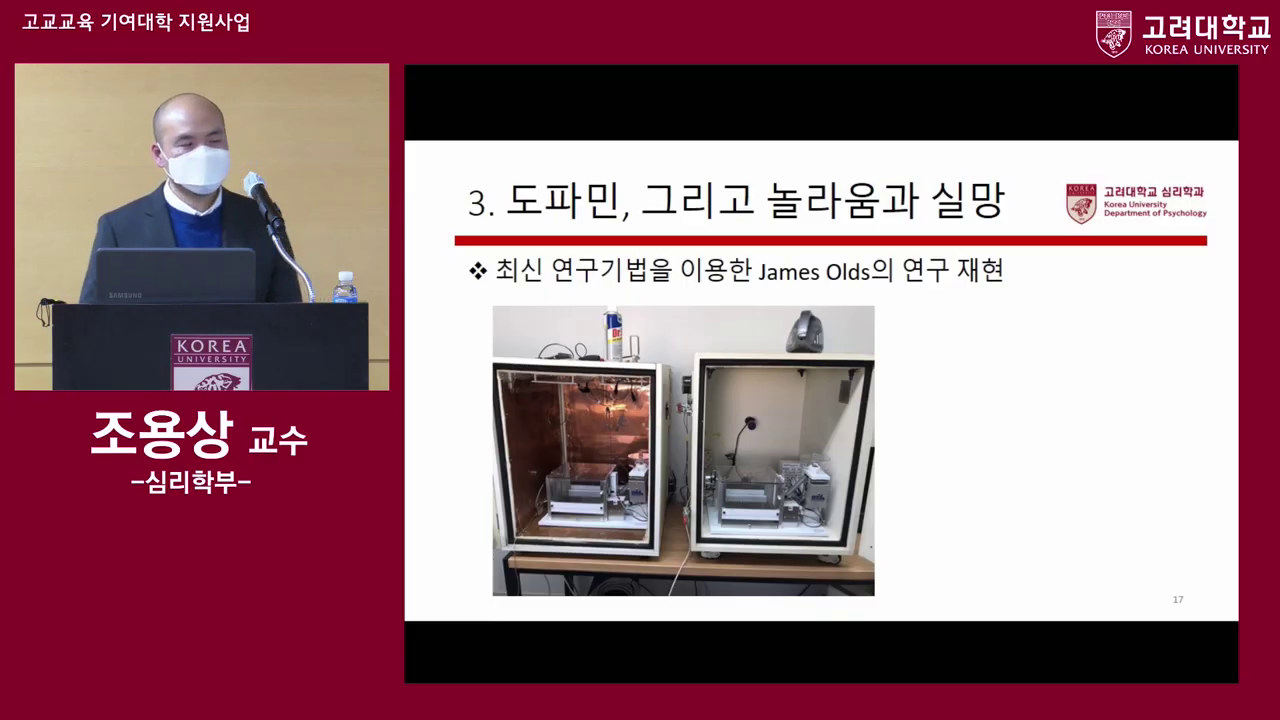 고교교육 기여대학 지원사업
고려대학교
KOREA UNIVERSITY
SAMSUNG
KOREA
UNIVERSITY
조용상 교수
-심리학부-
3. 도파민, 그리고 놀라움과 실망
KOREA
고려대학교 심리학과
Korea University
Department of Psychology
❖ 최신 연구기법을 이용한 James Olds의 연구 재현
17